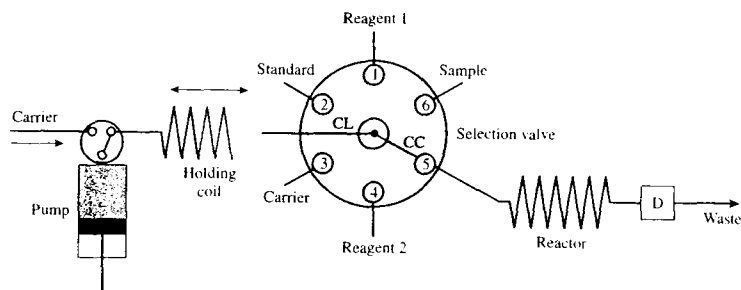 Reagent 1
Standard
Sample
1
2
6
Carrier
CL
CC
Selection valve
Holding
coil
3
5
Carrier
4
Pump
D
Reagent 2
Reactor
Waste